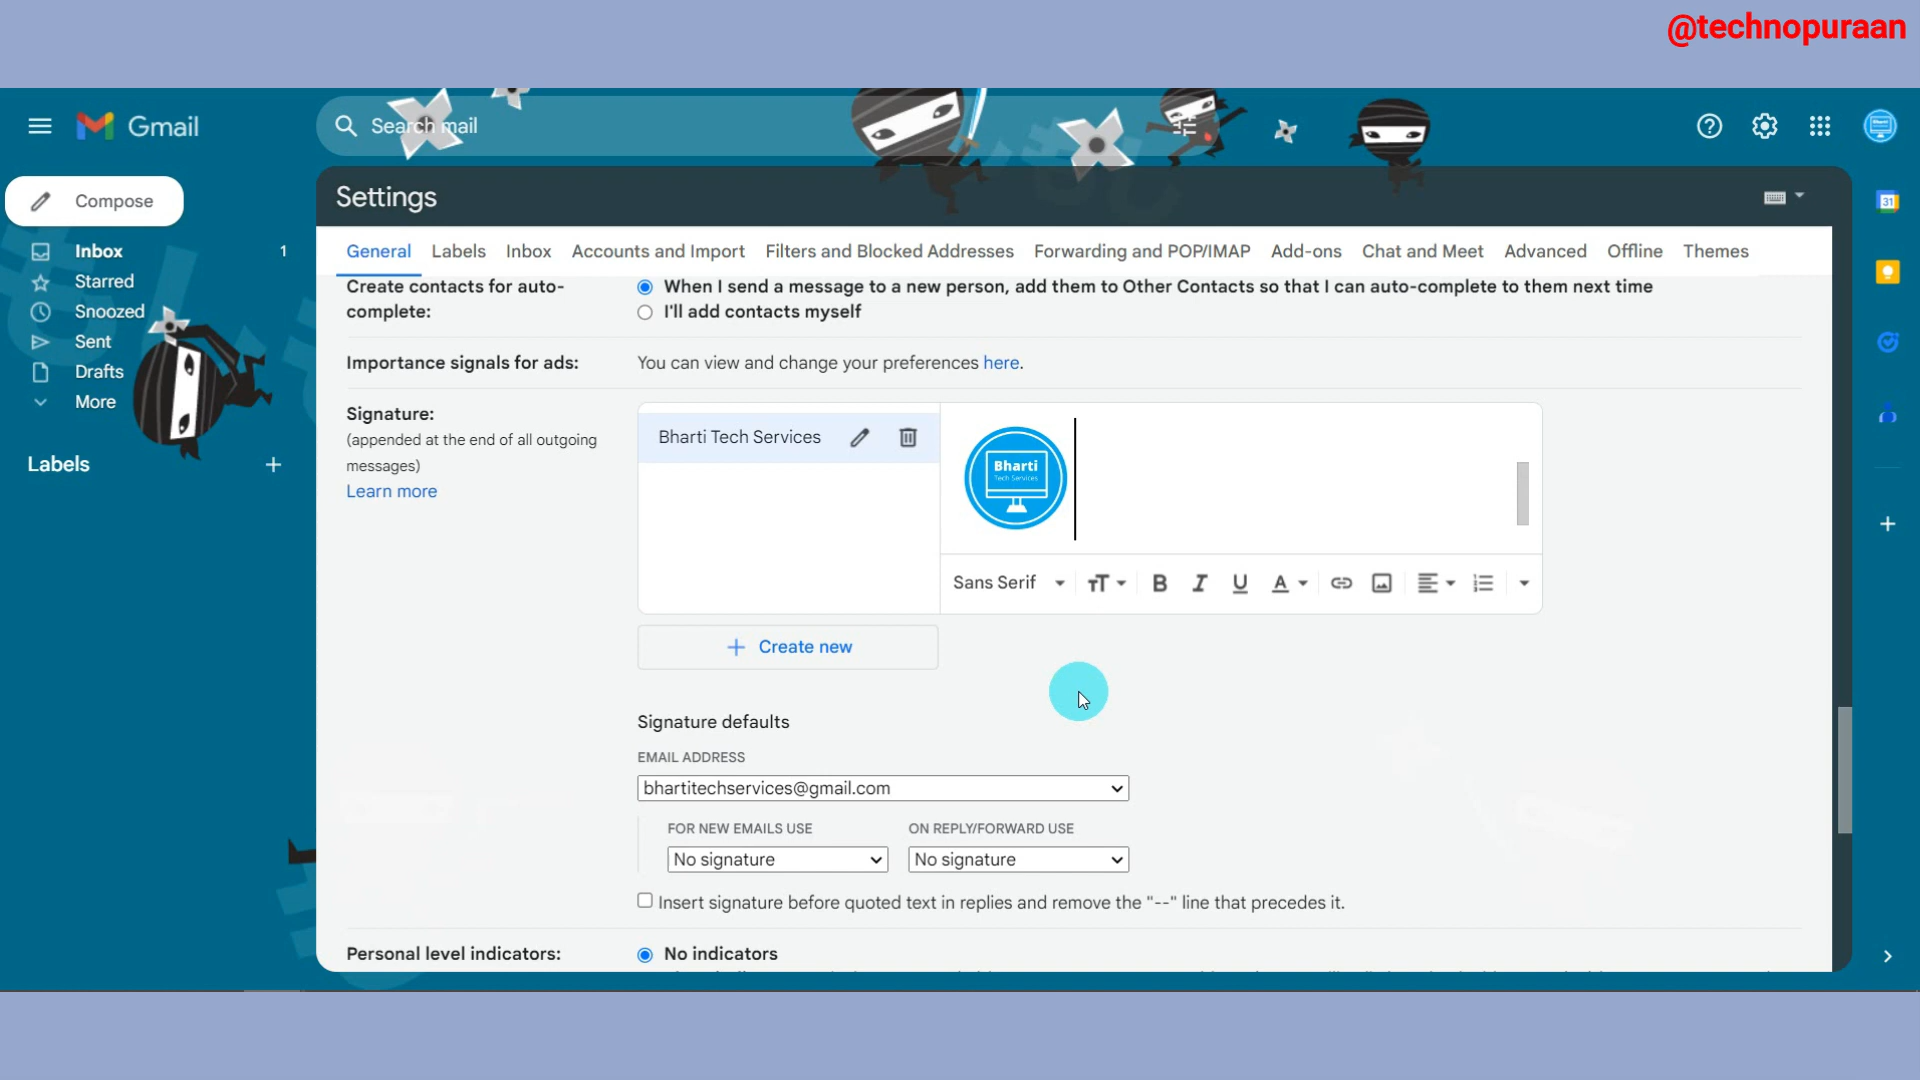 @technopuraan
Gmail
Search mail
Compose
Inbox 1
Starred
Snoozed
Sent
Drafts
More
Labels
Settings
General Labels Inbox Accounts and Import Filters and Blocked Addresses Forwarding and POP/IMAP Add-ons Chat and Meet Advanced Offline Themes
Create contacts for auto-
complete:
When I send a message to a new person, add them to Other Contacts so that I can auto-complete to them next time
I'll add contacts myself
Importance signals for ads:
You can view and change your preferences here.
Signature:
(appended at the end of all outgoing
messages)
Learn more
Bharti Tech Services
Bharti
Tech Services
Sans Serif
Create new
Signature defaults
EMAIL ADDRESS
bhartitechservices@gmail.com
FOR NEW EMAILS USE ON REPLY/FORWARD USE
No signature No signature
Insert signature before quoted text in replies and remove the "--" line that precedes it.
Personal level indicators:
No indicators
31